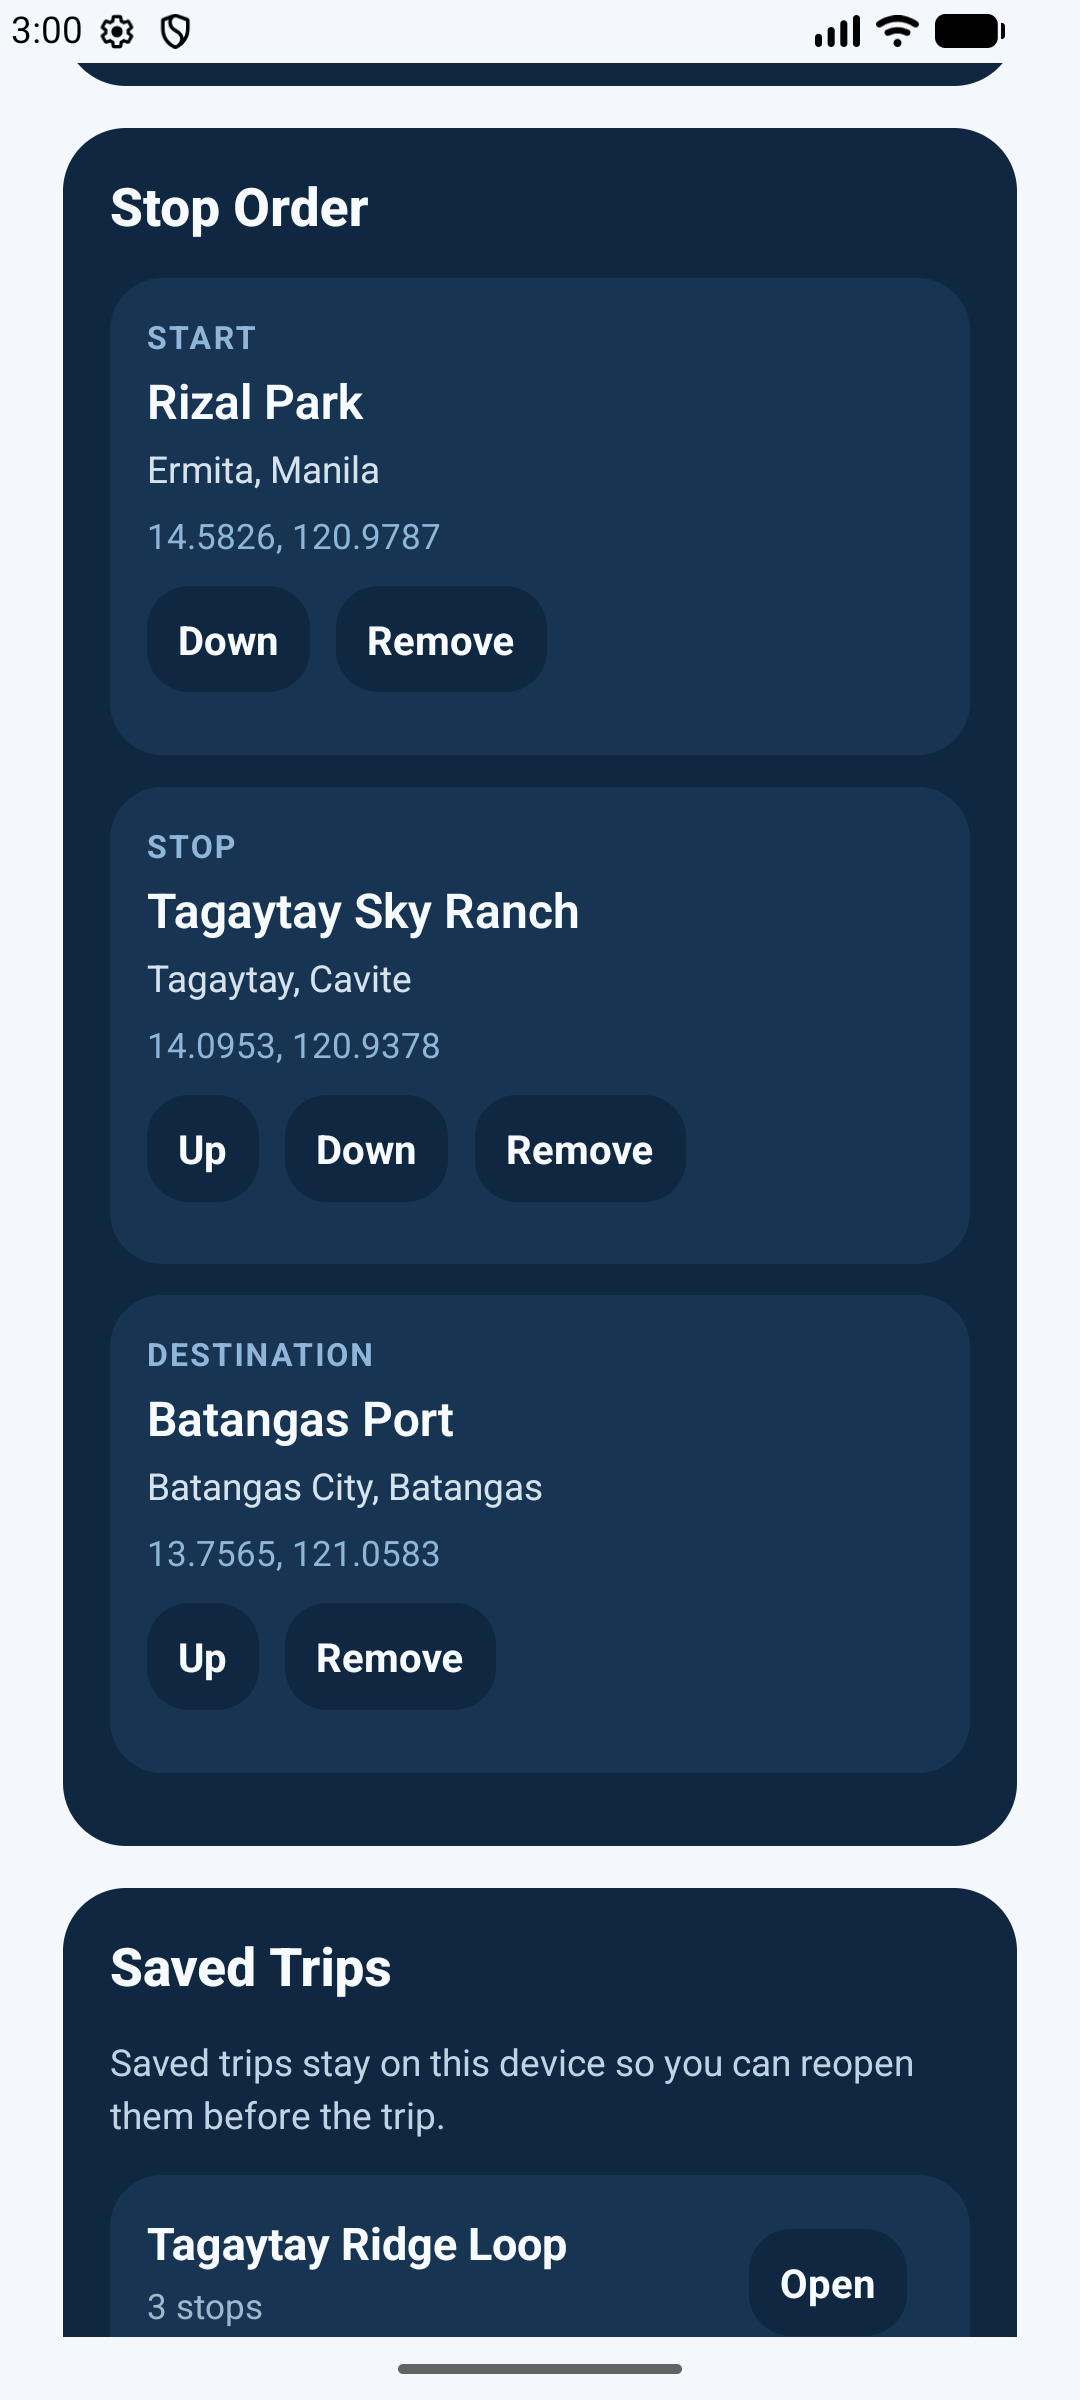 3:00
Stop Order
START
Rizal Park
Ermita, Manila
14.5826, 120.9787
Down Remove
STOP
Tagaytay Sky Ranch
Tagaytay, Cavite
14.0953, 120.9378
Up Down Remove
DESTINATION
Batangas Port
Batangas City, Batangas
13.7565, 121.0583
Up Remove
Saved Trips
Saved trips stay on this device so you can reopen
them before the trip.
Tagaytay Ridge Loop
Open
3 stops